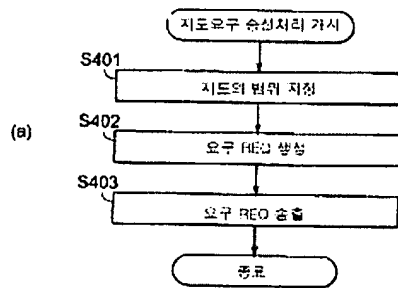 지도요구 송신처리 개시
S401
지도의 범위 지정
(a)
S402
요구 REQ 생성
S403
요구 REQ 송출
종료